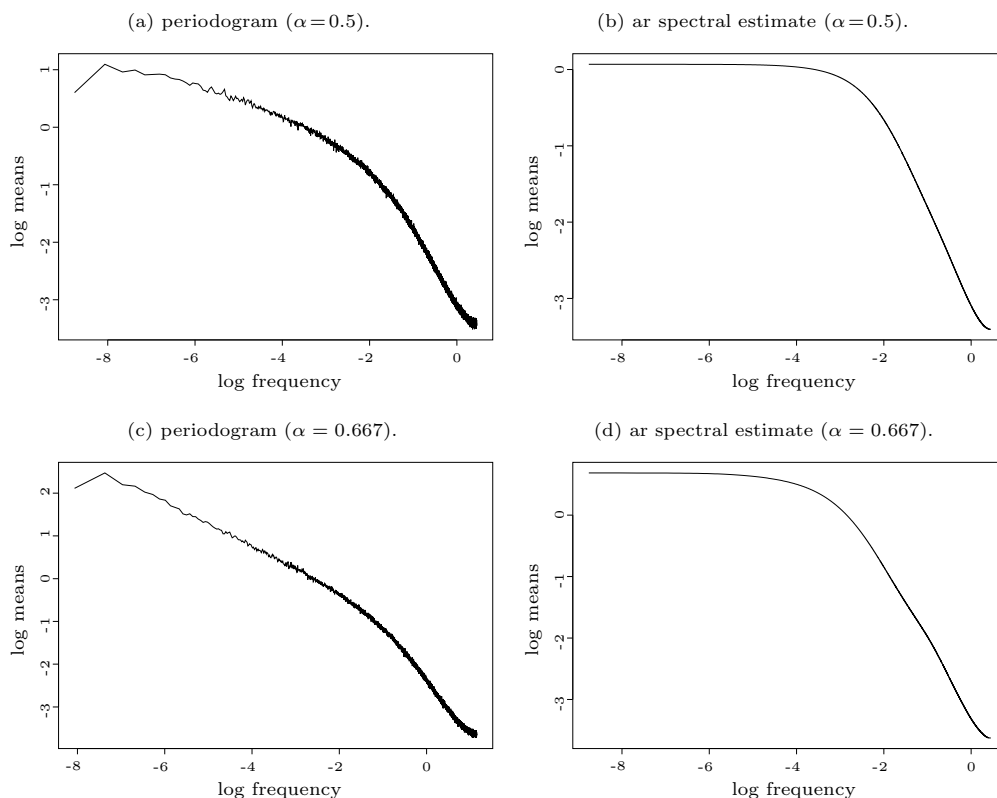 (a) periodogram (α=0.5).
1
0
-1
-2
-3
log means
-8 -6 -4 -2 0
log frequency
(b) ar spectral estimate (α=0.5).
0
-1
-2
-3
log means
-8 -6 -4 -2 0
log frequency
(c) periodogram (α = 0.667).
2
1
0
-1
-2
-3
log means
-8 -6 -4 -2 0
log frequency
(d) ar spectral estimate (α = 0.667).
0
-1
-2
-3
log means
-8 -6 -4 -2 0
log frequency